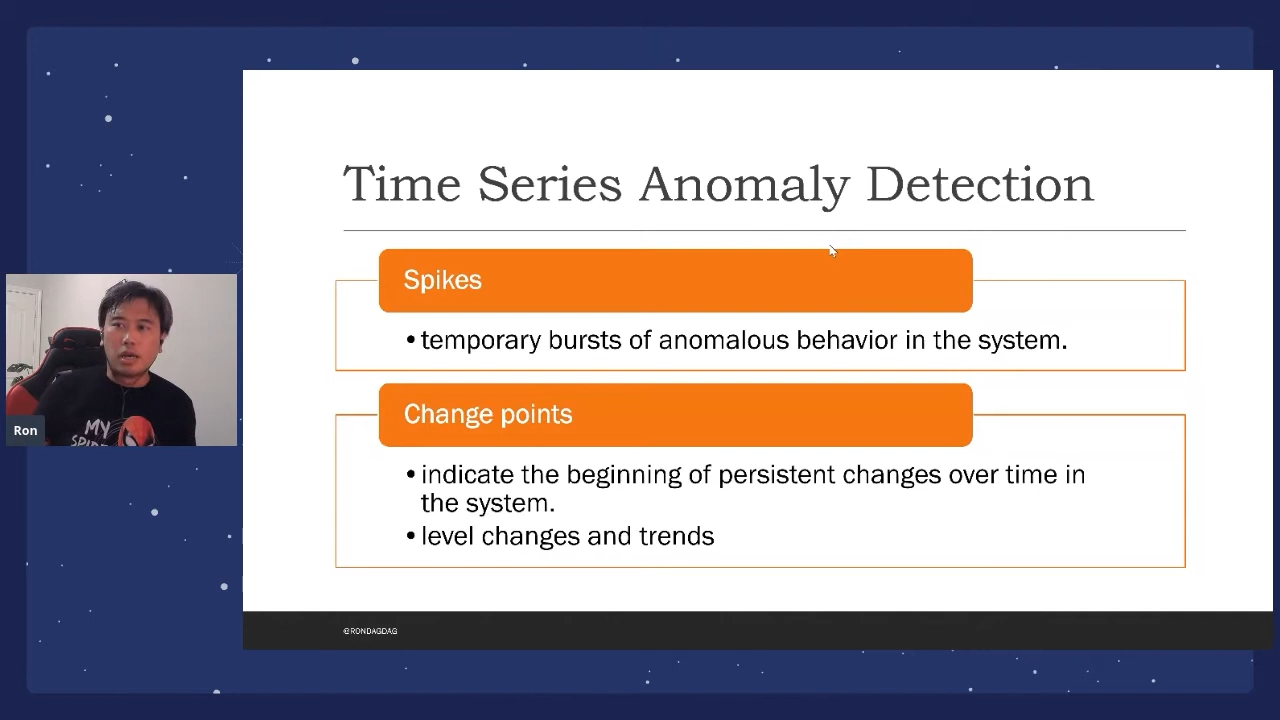 Time Series Anomaly Detection
Spikes
• temporary bursts of anomalous behavior in the system.
Change points
• indicate the beginning of persistent changes over time in
the system.
• level changes and trends
MY
Ron
@RONDAGDAG